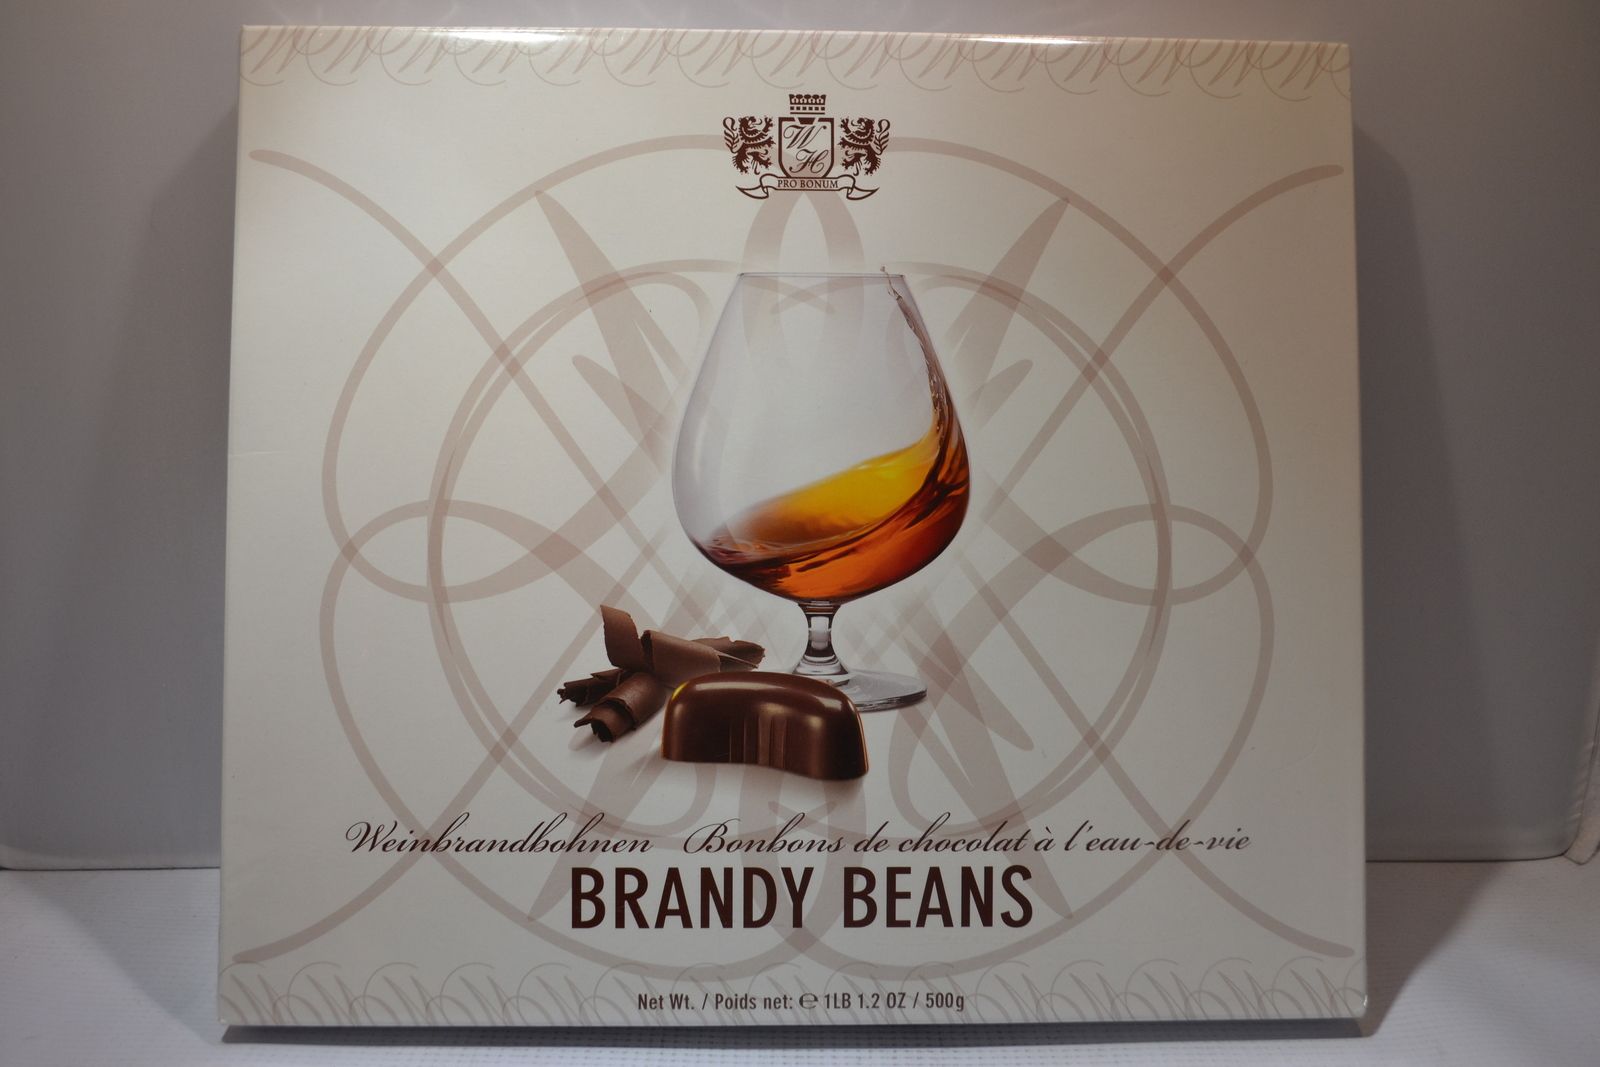 W
H
PRO BONUM
Weinbrandbohnen Bonbons de chocolat à l'eau-de-vie
BRANDY BEANS
Net Wt. / Poids net: ℮ 1LB 1.2 OZ / 500g